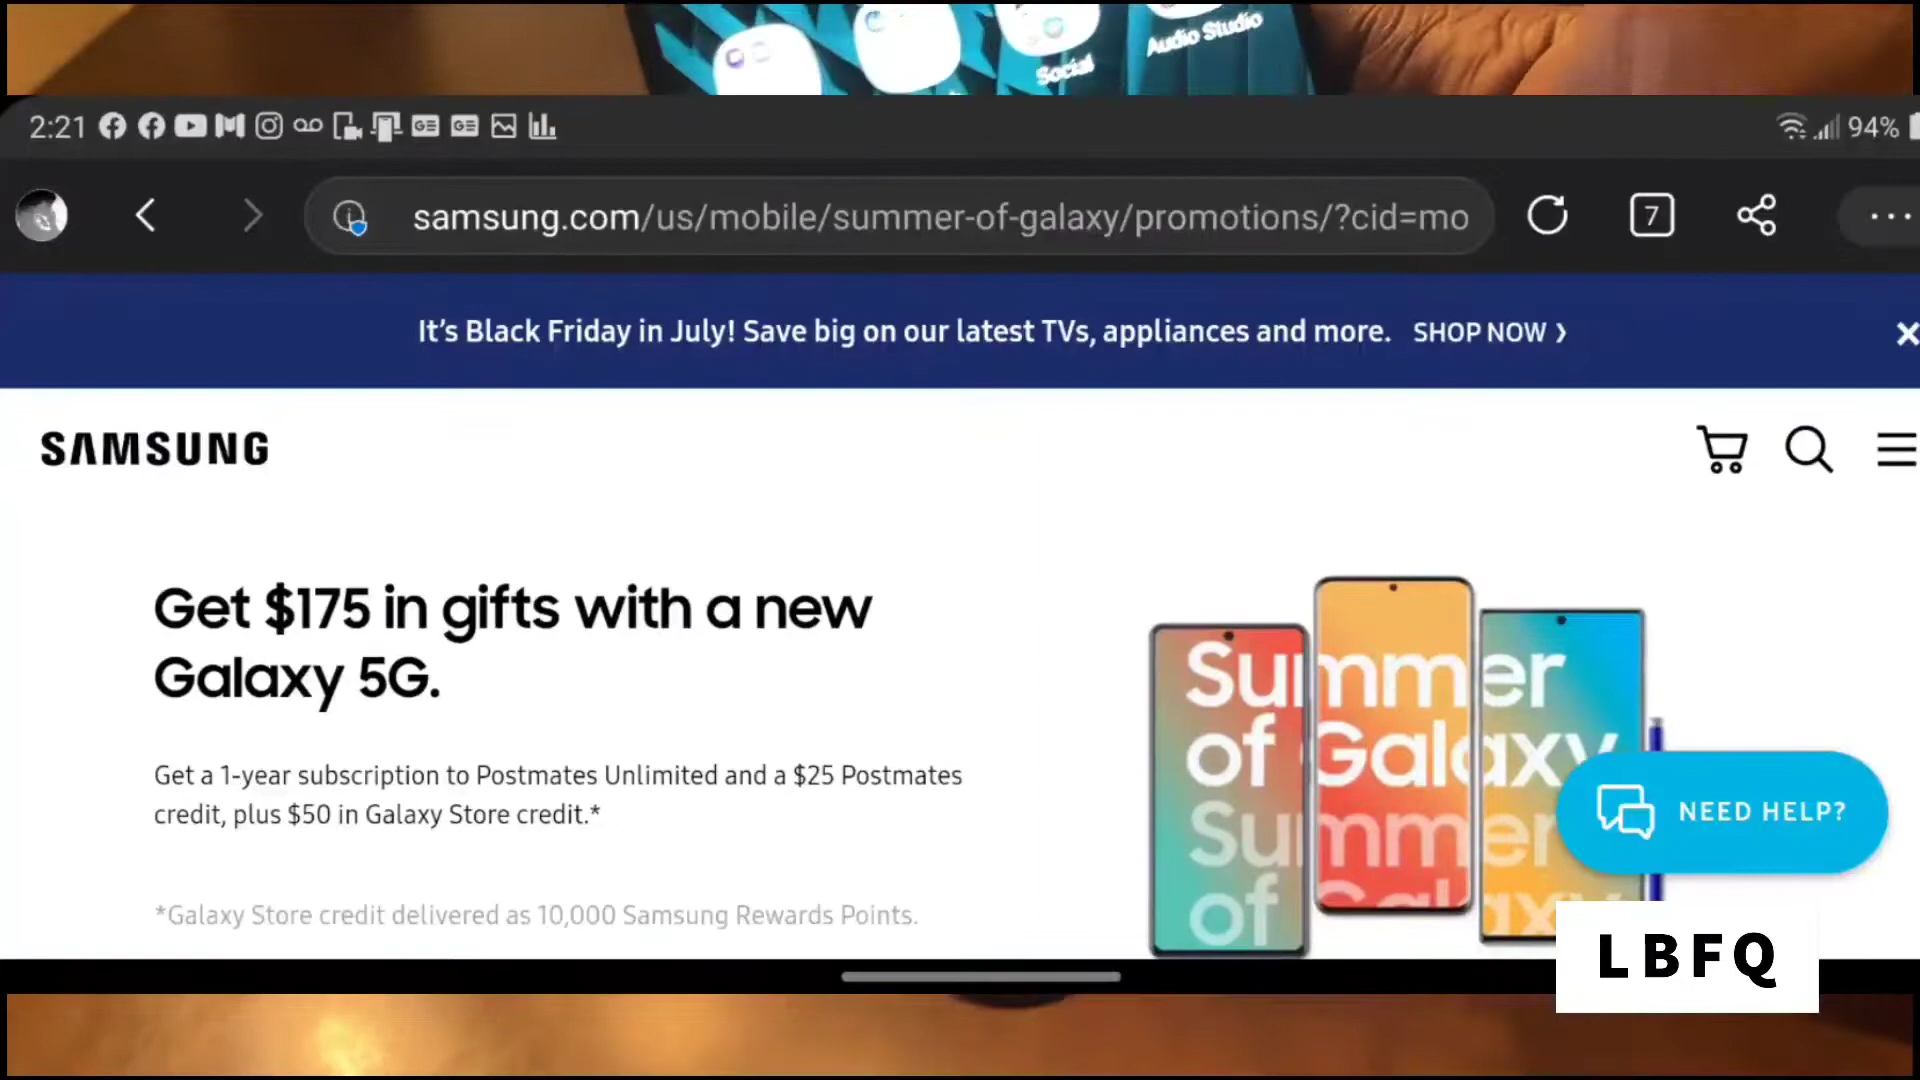 Social
Audio Studio
2:21
94%
samsung.com/us/mobile/summer-of-galaxy/promotions/?cid=mo
7
It’s Black Friday in July! Save big on our latest TVs, appliances and more. SHOP NOW
SAMSUNG
Get $175 in gifts with a new
Galaxy 5G.
Get a 1-year subscription to Postmates Unlimited and a $25 Postmates
credit, plus $50 in Galaxy Store credit.*
*Galaxy Store credit delivered as 10,000 Samsung Rewards Points.
Summer
of Galaxy
Summer
of Galaxy
NEED HELP?
LBFQ